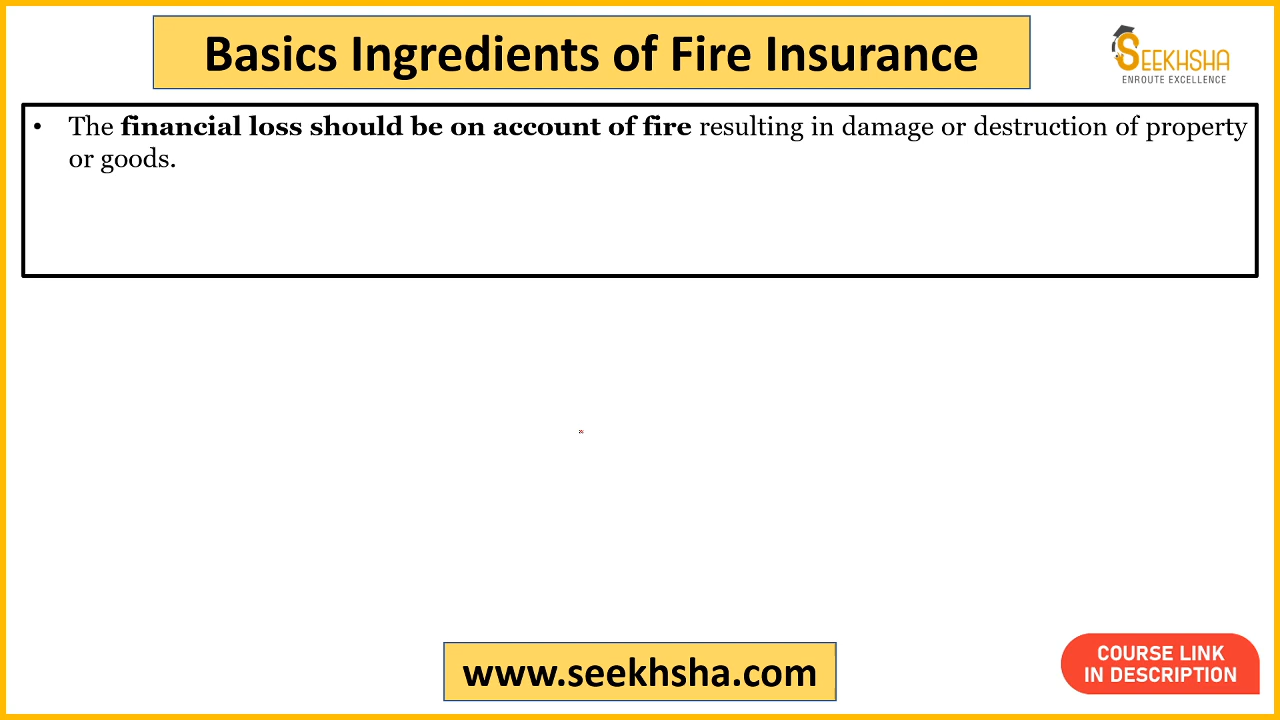 Basics Ingredients of Fire Insurance
SEEKHSHA
ENROUTE EXCELLENCE
• The financial loss should be on account of fire resulting in damage or destruction of property
or goods.
www.seekhsha.com
COURSE LINK
IN DESCRIPTION